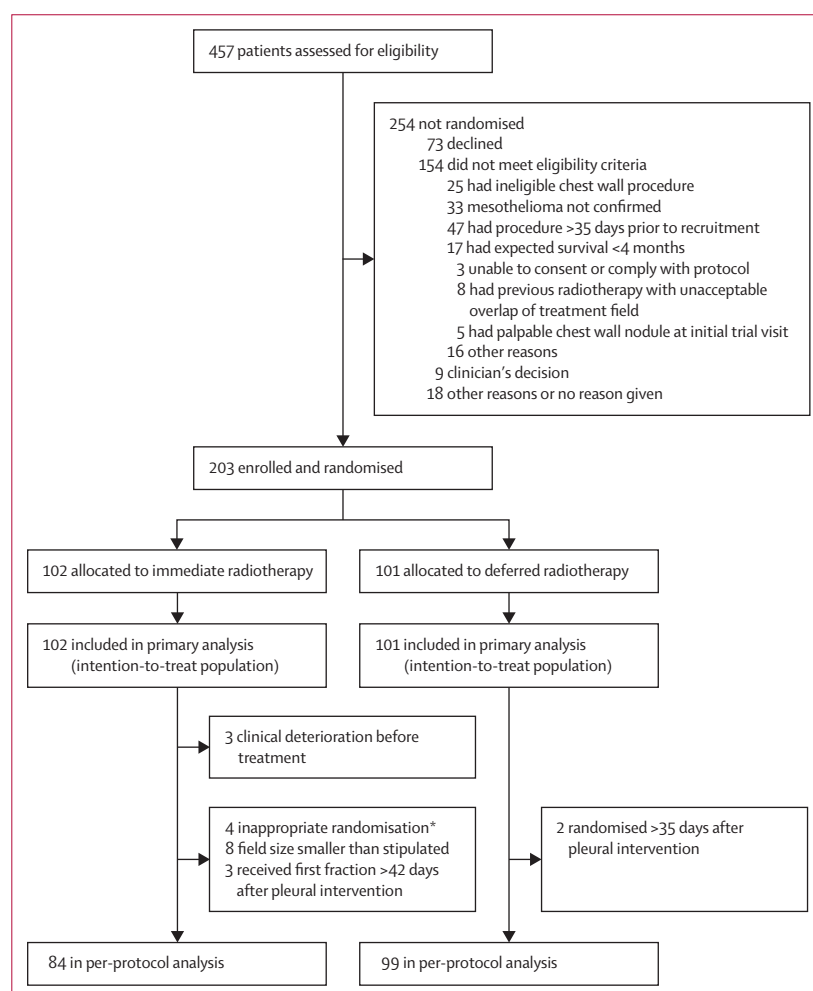 457 patients assessed for eligibility
254 not randomised
73 declined
154 did not meet eligibility criteria
25 had ineligible chest wall procedure
33 mesothelioma not confirmed
47 had procedure >35 days prior to recruitment
17 had expected survival <4 months
3 unable to consent or comply with protocol
8 had previous radiotherapy with unacceptable
overlap of treatment field
5 had palpable chest wall nodule at initial trial visit
16 other reasons
9 clinician's decision
18 other reasons or no reason given
203 enrolled and randomised
102 allocated to immediate radiotherapy
101 allocated to deferred radiotherapy
102 included in primary analysis
(intention-to-treat population)
101 included in primary analysis
(intention-to-treat population)
3 clinical deterioration before
treatment
4 inappropriate randomisation*
8 field size smaller than stipulated
3 received first fraction >42 days
after pleural intervention
2 randomised >35 days after
pleural intervention
84 in per-protocol analysis
99 in per-protocol analysis